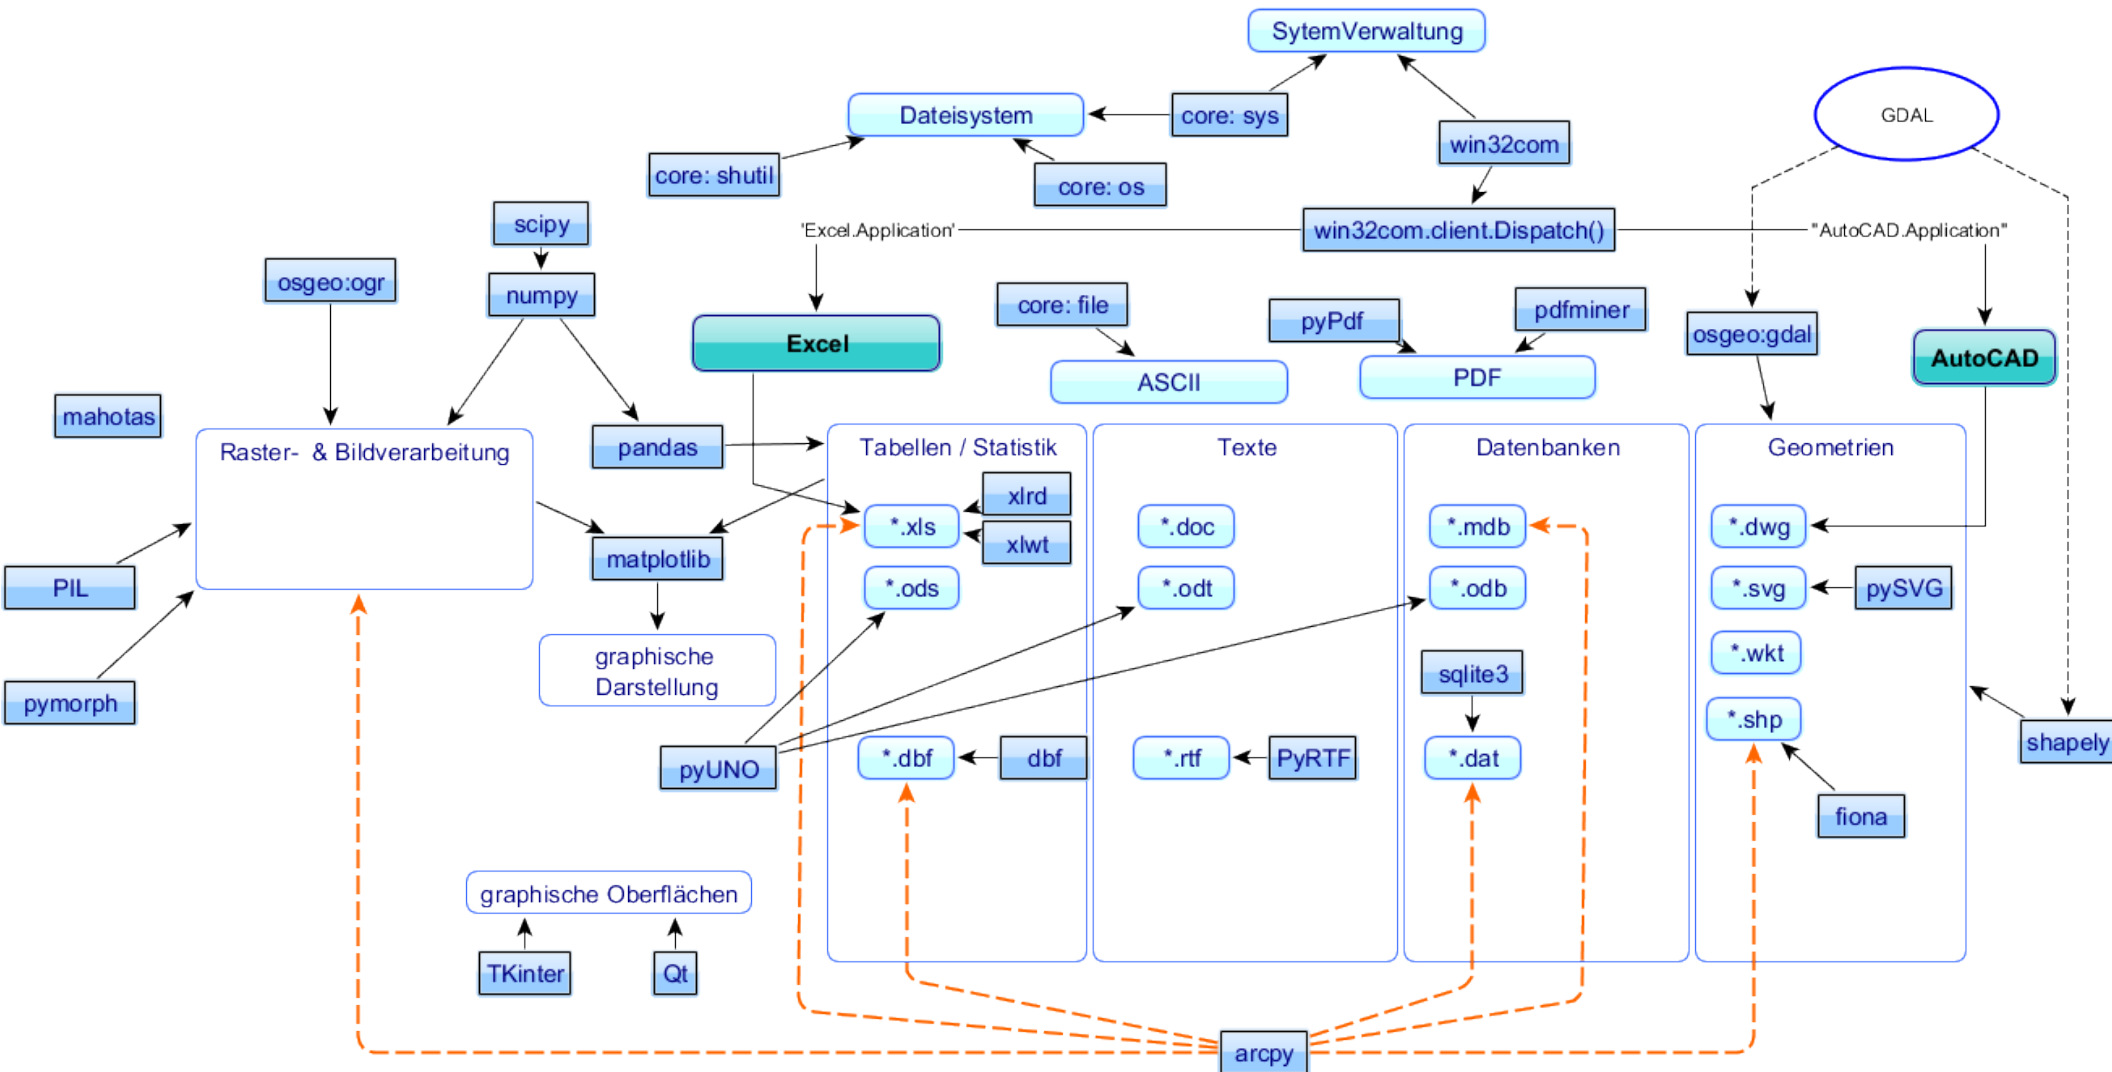 SytemVerwaltung
Dateisystem
core: sys
GDAL
win32com
core: shutil
core: os
scipy
'Excel.Application'
win32com.client.Dispatch()
"AutoCAD.Application"
osgeo:ogr
numpy
core: file
pyPdf
pdfminer
osgeo:gdal
Excel
AutoCAD
ASCII
PDF
mahotas
Raster- & Bildverarbeitung
pandas
Tabellen / Statistik
Texte
Datenbanken
Geometrien
xlrd
*.xls
*.doc
*.mdb
*.dwg
xlwt
matplotlib
PIL
*.ods
*.odt
*.odb
*.svg
pySVG
graphische
Darstellung
*.wkt
sqlite3
pymorph
*.shp
shapely
pyUNO
*.dbf
dbf
*.rtf
PyRTF
*.dat
fiona
graphische Oberflächen
TKinter
Qt
arcpy